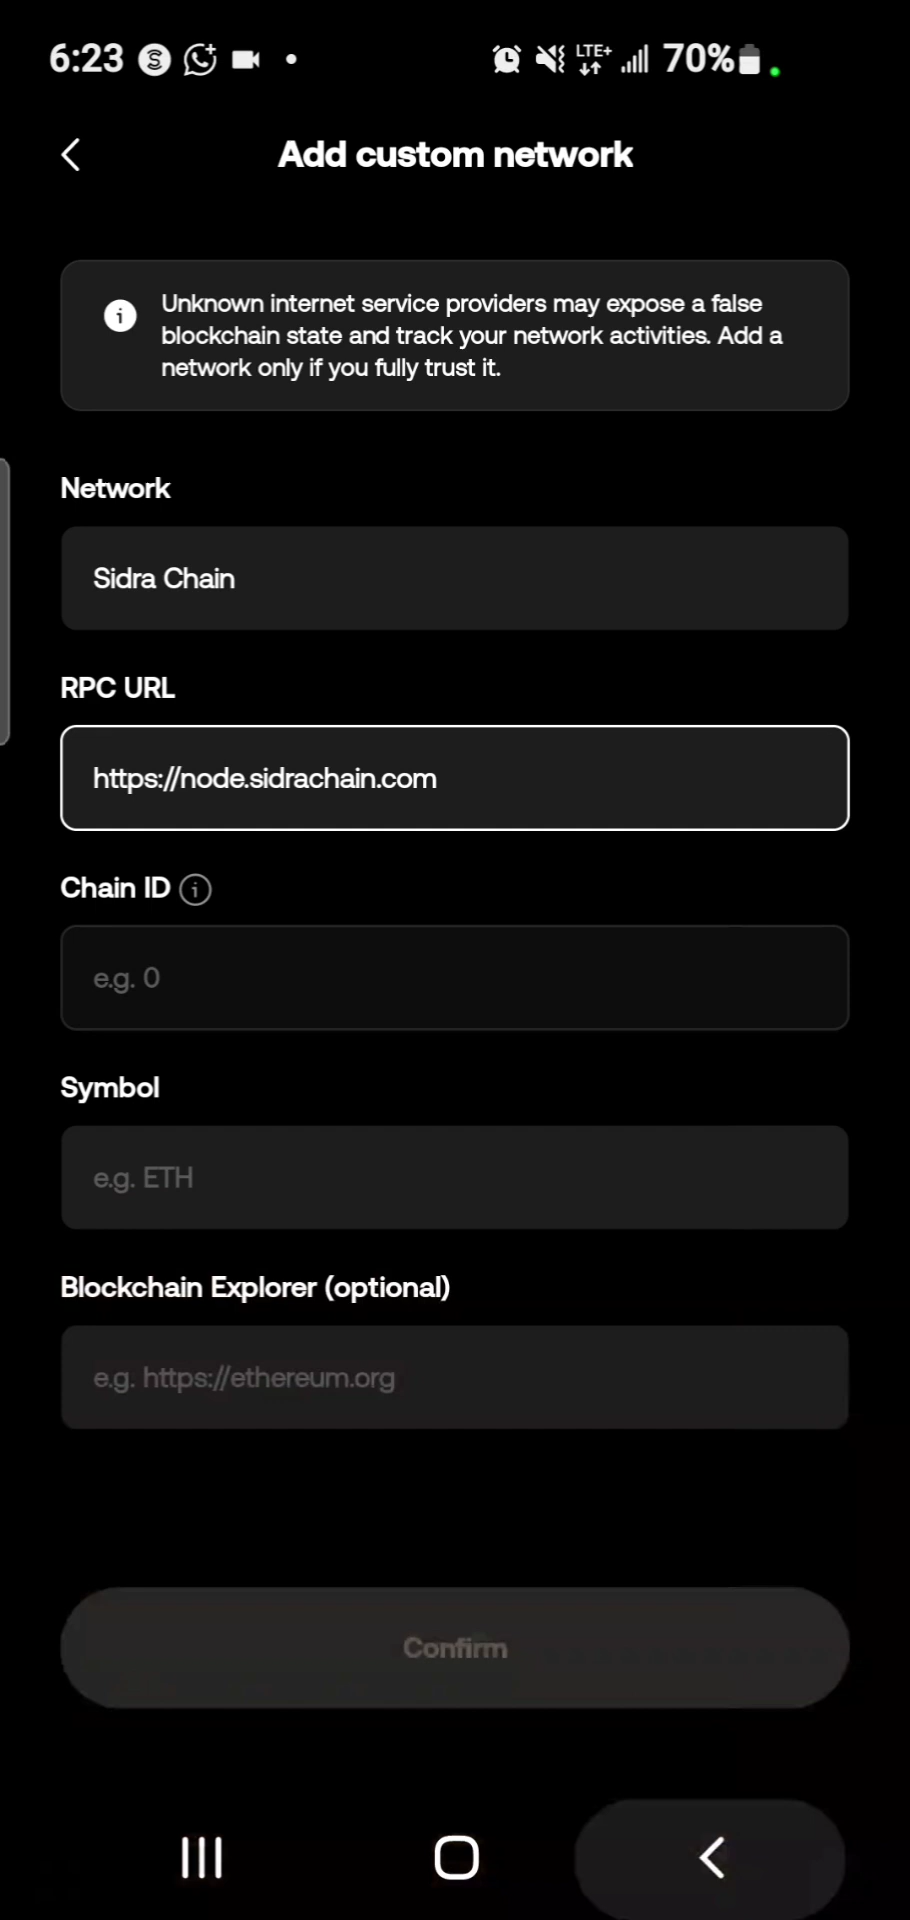 6:23 LTE+ 70%
Add custom network
Unknown internet service providers may expose a false
blockchain state and track your network activities. Add a
network only if you fully trust it.
Network
Sidra Chain
RPC URL
https://node.sidrachain.com
Chain ID
e.g. 0
Symbol
e.g. ETH
Blockchain Explorer (optional)
e.g. https://ethereum.org
Confirm